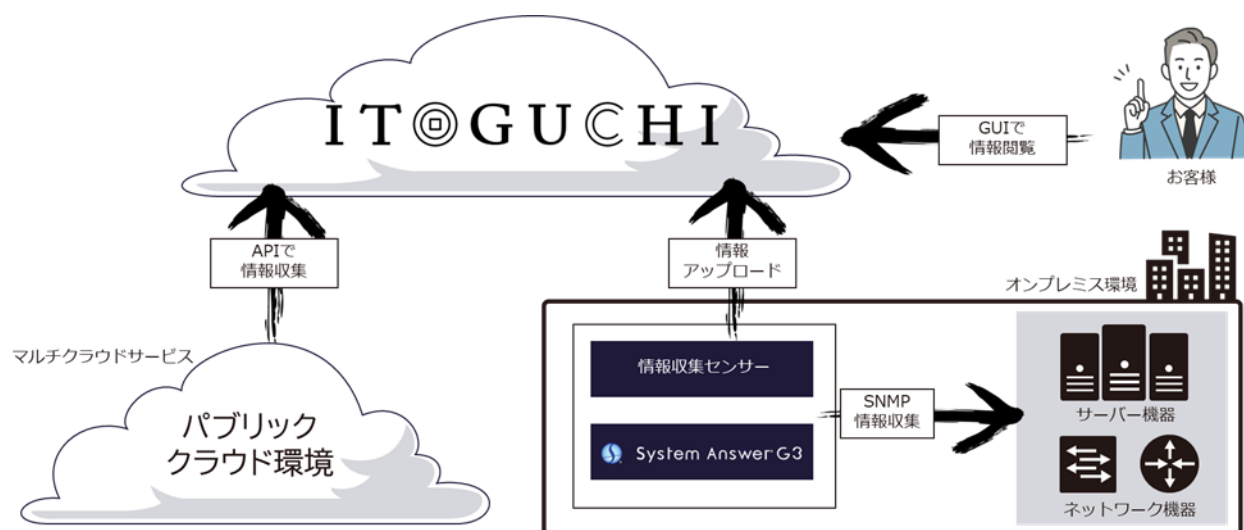 ITOGUCHI
GUIで
情報閲覧
お客様
APIで
情報収集
情報
アップロード
オンプレミス環境
マルチクラウドサービス
パブリック
クラウド環境
情報収集センサー
System Answer G3
SNMP
情報収集
サーバー機器
ネットワーク機器